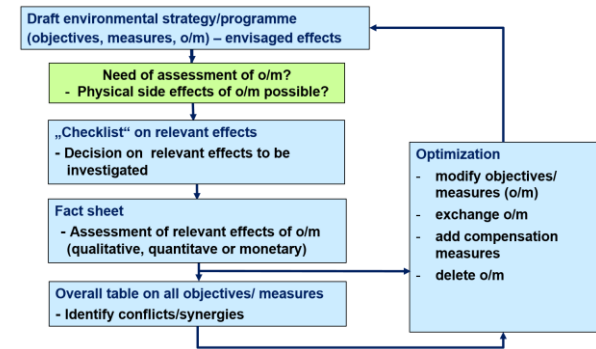 Draft environmental strategy/programme
(objectives, measures, o/m) – envisaged effects
Need of assessment of o/m?
- Physical side effects of o/m possible?
„Checklist“ on relevant effects
- Decision on relevant effects to be
investigated
Fact sheet
- Assessment of relevant effects of o/m
(qualitative, quantitave or monetary)
Overall table on all objectives/ measures
- Identify conflicts/synergies
Optimization
- modify objectives/
measures (o/m)
- exchange o/m
- add compensation
measures
- delete o/m